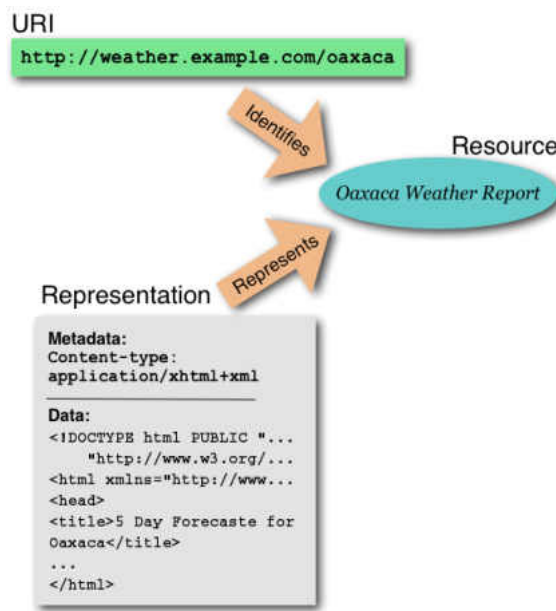 URI
http://weather.example.com/oaxaca
Identifies
Resource
Oaxaca Weather Report
Represents
Representation
Metadata:
Content-type:
application/xhtml+xml
Data:
<!DOCTYPE html PUBLIC "...
"http://www.w3.org/...
<html xmlns="http://www...
<head>
<title>5 Day Forecaste for
Oaxaca</title>
...
</html>